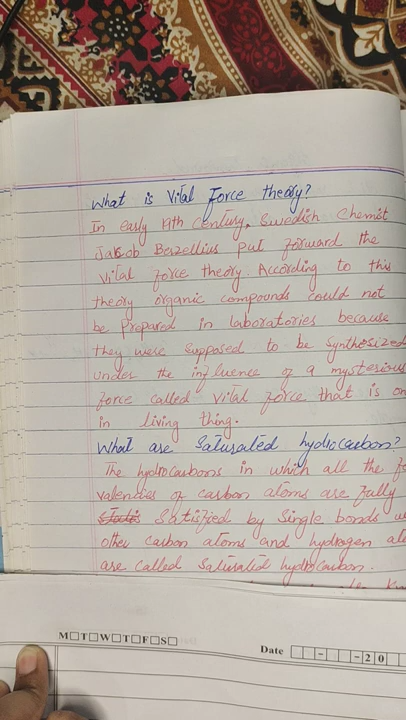 What is Vital Force theory?
In early 19th century, Swedish Chemist
Jakob Berzellius put forward the
Vital force theory. According to this
theory organic compounds could not
be Prepared in laboratories because
they were supposed to be Synthesized
under the influence of a mysterious
force called Vital force that is on
in living thing.
What are Saturated hydrocarbon?
The hydrocarbons in which all the fo
valencies of carbon atoms are fully
Satisfied by Single bonds w
other carbon atoms and hydrogen ato
are called Saturated hydrocarbon.
M□T□W□T□F□S□
Date - - 2 0